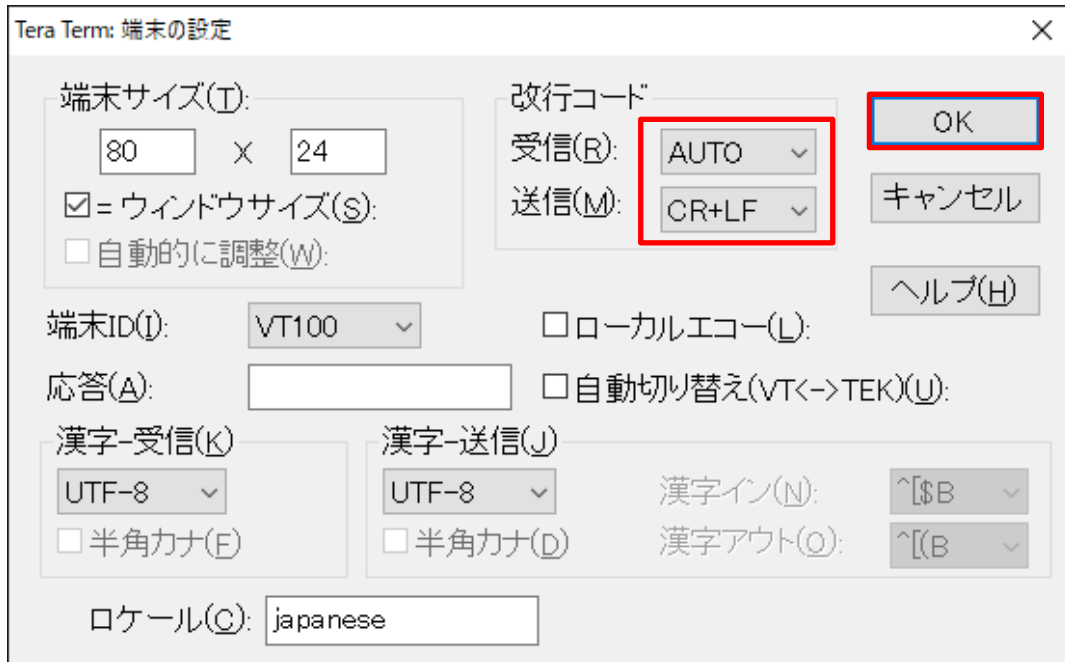 Tera Term: 端末の設定
端末サイズ(T):
80 X 24
= ウィンドウサイズ(S):
自動的に調整(W):
改行コード
受信(R): AUTO
送信(M): CR+LF
OK
キャンセル
ヘルプ(H)
端末ID(I): VT100
ローカルエコー(L):
応答(A):
自動切り替え(VT<->TEK)(U):
漢字-受信(K)
UTF-8
半角カナ(F)
漢字-送信(J)
UTF-8
半角カナ(D)
漢字イン(N): ^[$B
漢字アウト(O): ^[(B
ロケール(C): japanese